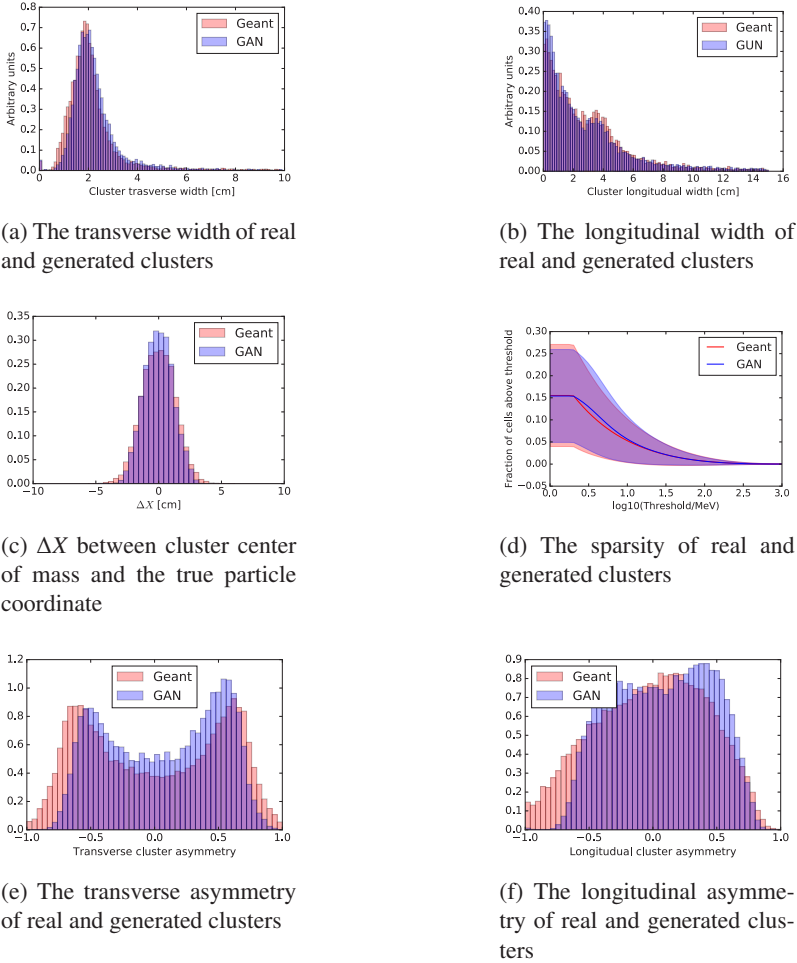 0.8
0.7
0.6
0.5
0.4
0.3
0.2
0.1
0.0
Arbitrary units
Geant
GAN
0 2 4 6 8 10
Cluster trasverse width [cm]
(a) The transverse width of real
and generated clusters
0.40
0.35
0.30
0.25
0.20
0.15
0.10
0.05
0.00
Arbitrary units
Geant
GUN
0 2 4 6 8 10 12 14 16
Cluster longitudual width [cm]
(b) The longitudinal width of
real and generated clusters
0.35
0.30
0.25
0.20
0.15
0.10
0.05
0.00
Geant
GAN
−10 −5 0 5 10
ΔX [cm]
(c) ΔX between cluster center
of mass and the true particle
coordinate
0.30
0.25
0.20
0.15
0.10
0.05
0.00
−0.05
Fraction of cells above threshold
Geant
GAN
0.0 0.5 1.0 1.5 2.0 2.5 3.0
log10(Threshold/MeV)
(d) The sparsity of real and
generated clusters
1.2
1.0
0.8
0.6
0.4
0.2
0.0
Geant
GAN
−1.0 −0.5 0.0 0.5 1.0
Transverse cluster asymmetry
(e) The transverse asymmetry
of real and generated clusters
0.9
0.8
0.7
0.6
0.5
0.4
0.3
0.2
0.1
0.0
Geant
GAN
−1.0 −0.5 0.0 0.5 1.0
Longitudual cluster asymmetry
(f) The longitudinal asymme-
try of real and generated clus-
ters